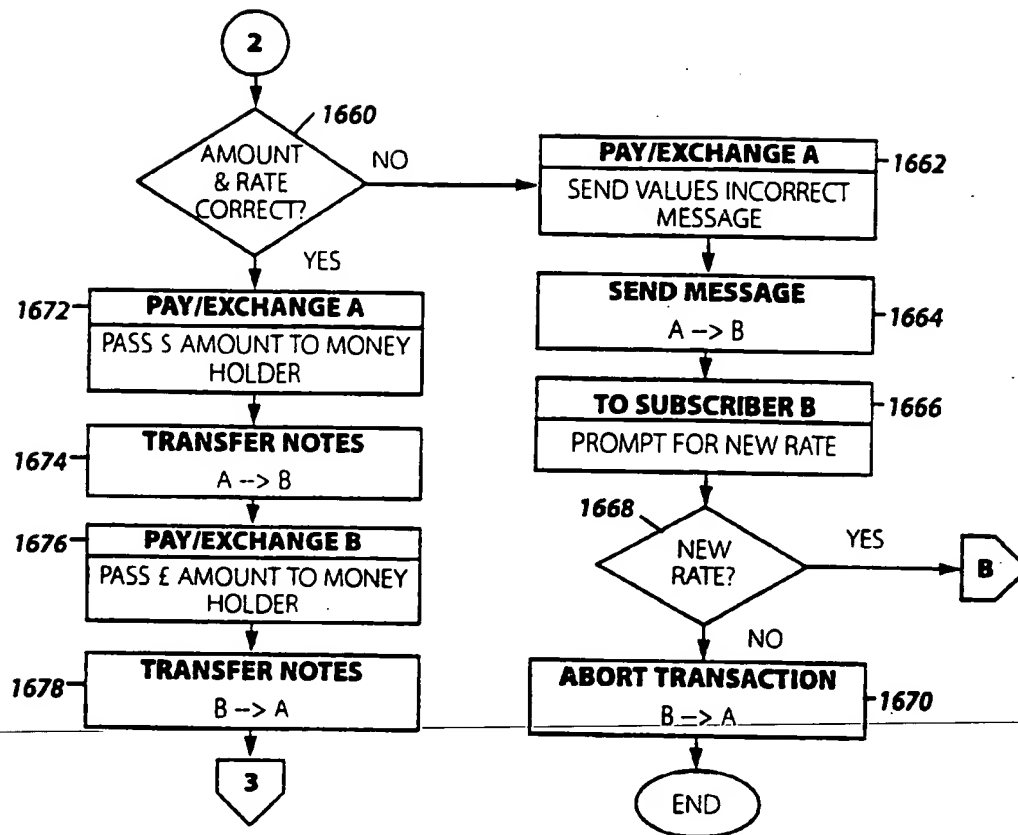 2
1660
AMOUNT
& RATE
CORRECT?
NO
YES
1672
PAY/EXCHANGE A
PASS S AMOUNT TO MONEY
HOLDER
1674
TRANSFER NOTES
A --> B
1676
PAY/EXCHANGE B
PASS £ AMOUNT TO MONEY
HOLDER
1678
TRANSFER NOTES
B --> A
3
PAY/EXCHANGE A
1662
SEND VALUES INCORRECT
MESSAGE
SEND MESSAGE
1664
A --> B
TO SUBSCRIBER B
1666
PROMPT FOR NEW RATE
1668
NEW
RATE?
YES
B
NO
ABORT TRANSACTION
1670
B --> A
END